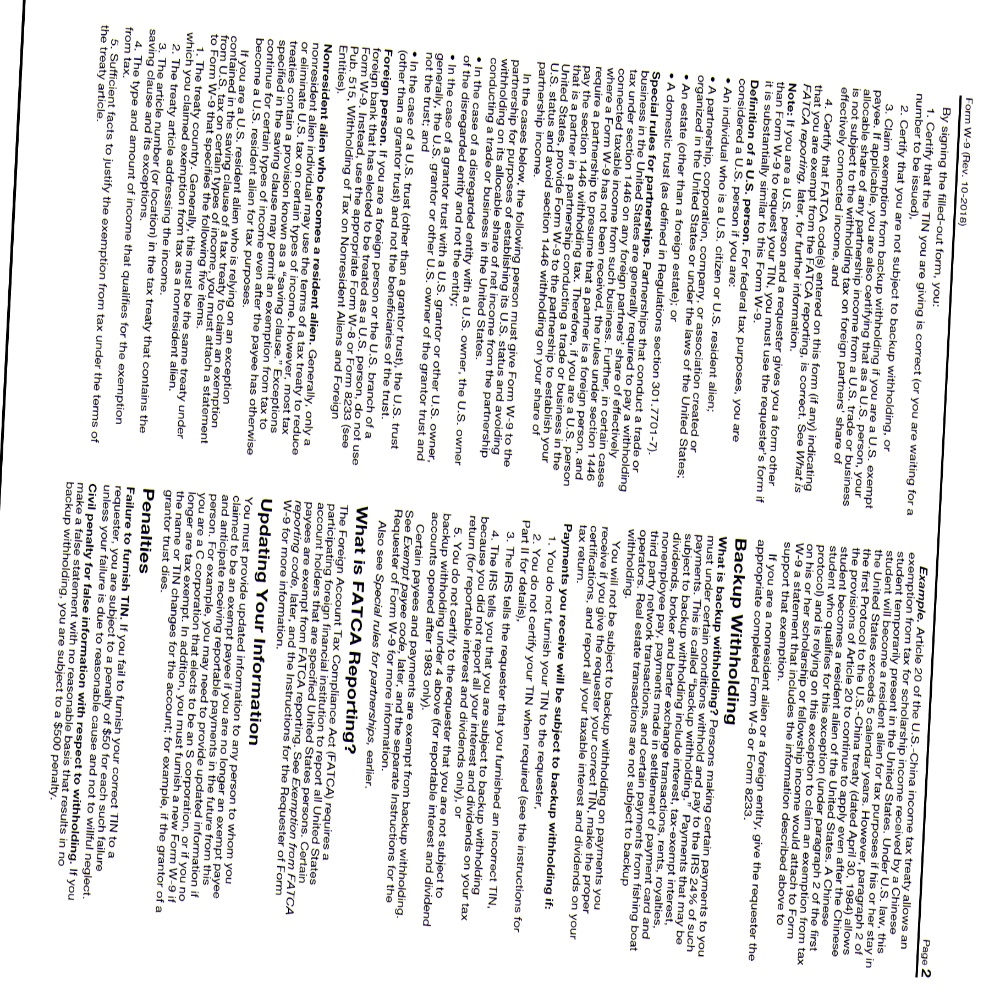 Form W-9 (Rev. 10-2018)
Page 2
By signing the filled-out form, you:
1. Certify that the TIN you are giving is correct (or you are waiting for a
number to be issued),
2. Certify that you are not subject to backup withholding, or
3. Claim exemption from backup withholding if you are a U.S. exempt
payee. If applicable, you are also certifying that as a U.S. person, your
allocable share of any partnership income from a U.S. trade or business
is not subject to the withholding tax on foreign partners' share of
effectively connected income, and
4. Certify that FATCA code(s) entered on this form (if any) indicating
that you are exempt from the FATCA reporting, is correct. See What is
FATCA reporting, later, for further information.
Note: If you are a U.S. person and a requester gives you a form other
than Form W-9 to request your TIN, you must use the requester's form if
it is substantially similar to this Form W-9.
Definition of a U.S. person. For federal tax purposes, you are
considered a U.S. person if you are:
• An individual who is a U.S. citizen or U.S. resident alien;
• A partnership, corporation, company, or association created or
organized in the United States or under the laws of the United States;
• An estate (other than a foreign estate); or
• A domestic trust (as defined in Regulations section 301.7701-7).
Special rules for partnerships. Partnerships that conduct a trade or
business in the United States are generally required to pay a withholding
tax under section 1446 on any foreign partners' share of effectively
connected taxable income from such business. Further, in certain cases
where a Form W-9 has not been received, the rules under section 1446
require a partnership to presume that a partner is a foreign person, and
pay the section 1446 withholding tax. Therefore, if you are a U.S. person
that is a partner in a partnership conducting a trade or business in the
United States, provide Form W-9 to the partnership to establish your
U.S. status and avoid section 1446 withholding on your share of
partnership income.
In the cases below, the following person must give Form W-9 to the
partnership for purposes of establishing its U.S. status and avoiding
withholding on its allocable share of net income from the partnership
conducting a trade or business in the United States.
• In the case of a disregarded entity with a U.S. owner, the U.S. owner
of the disregarded entity and not the entity;
• In the case of a grantor trust with a U.S. grantor or other U.S. owner,
generally, the U.S. grantor or other U.S. owner of the grantor trust and
not the trust; and
• In the case of a U.S. trust (other than a grantor trust), the U.S. trust
(other than a grantor trust) and not the beneficiaries of the trust.
Foreign person. If you are a foreign person or the U.S. branch of a
foreign bank that has elected to be treated as a U.S. person, do not use
Form W-9. Instead, use the appropriate Form W-8 or Form 8233 (see
Pub. 515, Withholding of Tax on Nonresident Aliens and Foreign
Entities).
Nonresident alien who becomes a resident alien. Generally, only a
nonresident alien individual may use the terms of a tax treaty to reduce
or eliminate U.S. tax on certain types of income. However, most tax
treaties contain a provision known as a "saving clause." Exceptions
specified in the saving clause may permit an exemption from tax to
continue for certain types of income even after the payee has otherwise
become a U.S. resident alien for tax purposes.
If you are a U.S. resident alien who is relying on an exception
contained in the saving clause of a tax treaty to claim an exemption
from U.S. tax on certain types of income, you must attach a statement
to Form W-9 that specifies the following five items.
1. The treaty country. Generally, this must be the same treaty under
which you claimed exemption from tax as a nonresident alien.
2. The treaty article addressing the income.
3. The article number (or location) in the tax treaty that contains the
saving clause and its exceptions.
4. The type and amount of income that qualifies for the exemption
from tax.
5. Sufficient facts to justify the exemption from tax under the terms of
the treaty article.
Example. Article 20 of the U.S.-China income tax treaty allows an
exemption from tax for scholarship income received by a Chinese
student temporarily present in the United States. Under U.S. law, this
student will become a resident alien for tax purposes if his or her stay in
the United States exceeds 5 calendar years. However, paragraph 2 of
the first Protocol to the U.S.-China treaty (dated April 30, 1984) allows
the provisions of Article 20 to continue to apply even after the Chinese
student becomes a resident alien of the United States. A Chinese
student who qualifies for this exception (under paragraph 2 of the first
protocol) and is relying on this exception to claim an exemption from tax
on his or her scholarship or fellowship income would attach to Form
W-9 a statement that includes the information described above to
support that exemption.
If you are a nonresident alien or a foreign entity, give the requester the
appropriate completed Form W-8 or Form 8233.
Backup Withholding
What is backup withholding? Persons making certain payments to you
must under certain conditions withhold and pay to the IRS 24% of such
payments. This is called "backup withholding." Payments that may be
subject to backup withholding include interest, tax-exempt interest,
dividends, broker and barter exchange transactions, rents, royalties,
nonemployee pay, payments made in settlement of payment card and
third party network transactions, and certain payments from fishing boat
operators. Real estate transactions are not subject to backup
withholding.
You will not be subject to backup withholding on payments you
receive if you give the requester your correct TIN, make the proper
certifications, and report all your taxable interest and dividends on your
tax return.
Payments you receive will be subject to backup withholding if:
1. You do not furnish your TIN to the requester,
2. You do not certify your TIN when required (see the instructions for
Part II for details),
3. The IRS tells the requester that you furnished an incorrect TIN,
4. The IRS tells you that you are subject to backup withholding
because you did not report all your interest and dividends on your tax
return (for reportable interest and dividends only), or
5. You do not certify to the requester that you are not subject to
backup withholding under 4 above (for reportable interest and dividend
accounts opened after 1983 only).
Certain payees and payments are exempt from backup withholding.
See Exempt payee code, later, and the separate Instructions for the
Requester of Form W-9 for more information.
Also see Special rules for partnerships, earlier.
What is FATCA Reporting?
The Foreign Account Tax Compliance Act (FATCA) requires a
participating foreign financial institution to report all United States
account holders that are specified United States persons. Certain
payees are exempt from FATCA reporting. See Exemption from FATCA
reporting code, later, and the Instructions for the Requester of Form
W-9 for more information.
Updating Your Information
You must provide updated information to any person to whom you
claimed to be an exempt payee if you are no longer an exempt payee
and anticipate receiving reportable payments in the future from this
person. For example, you may need to provide updated information if
you are a C corporation that elects to be an S corporation, or if you no
longer are tax exempt. In addition, you must furnish a new Form W-9 if
the name or TIN changes for the account; for example, if the grantor of a
grantor trust dies.
Penalties
Failure to furnish TIN. If you fail to furnish your correct TIN to a
requester, you are subject to a penalty of $50 for each such failure
unless your failure is due to reasonable cause and not to willful neglect.
Civil penalty for false information with respect to withholding. If you
make a false statement with no reasonable basis that results in no
backup withholding, you are subject to a $500 penalty.